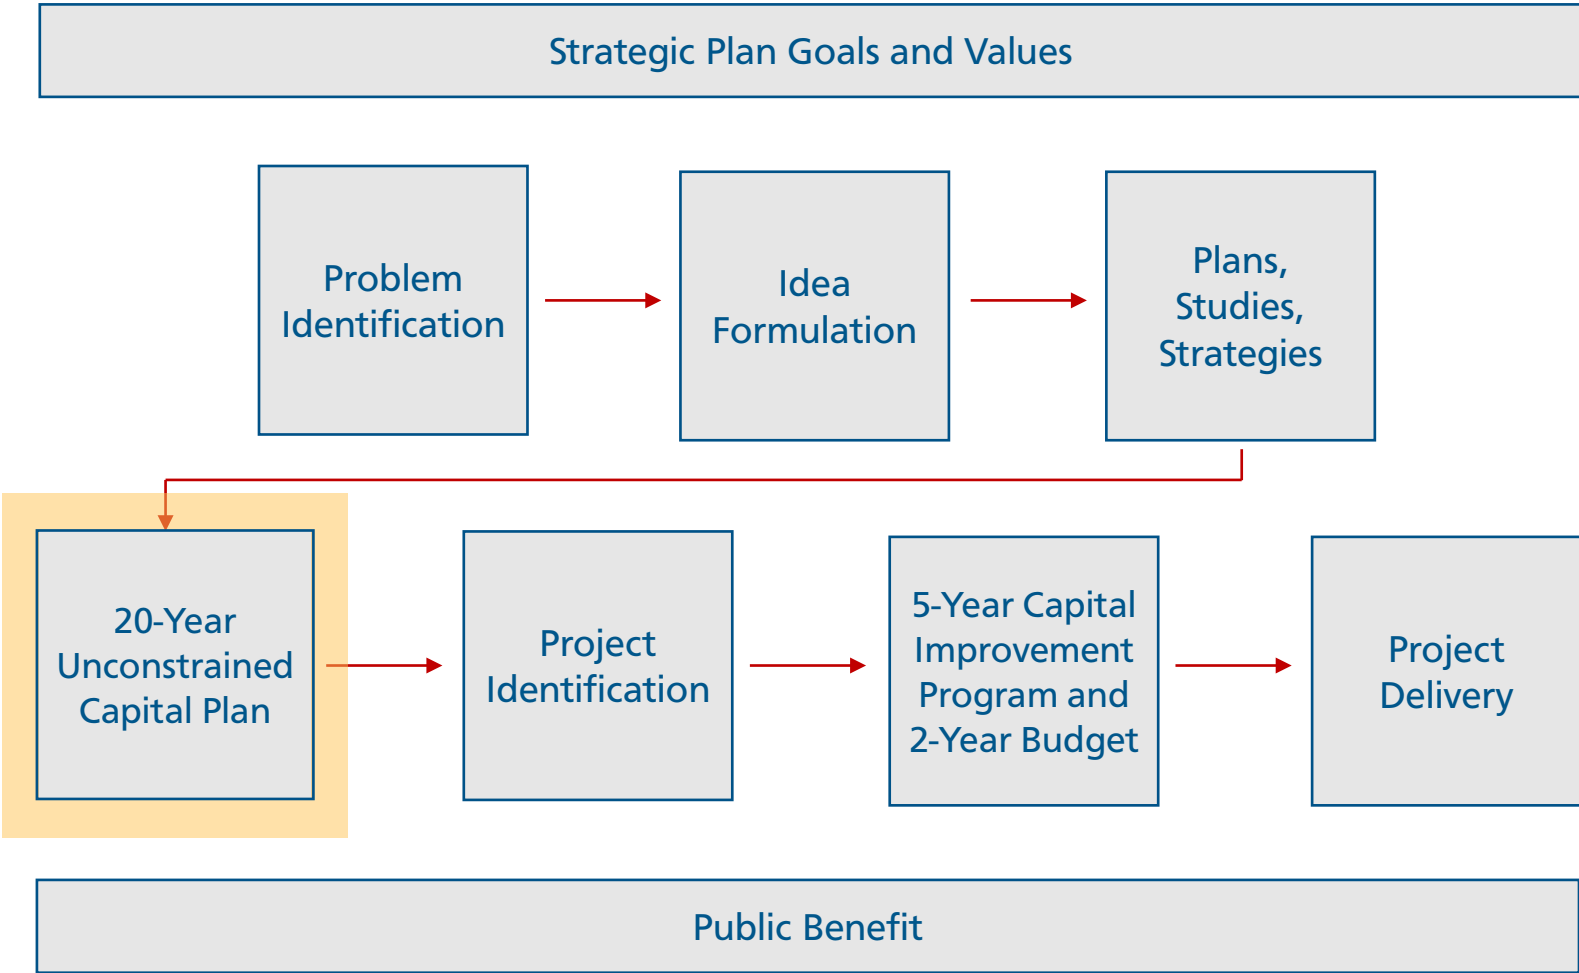 Strategic Plan Goals and Values
Problem
Identification
Idea
Formulation
Plans,
Studies,
Strategies
20-Year
Unconstrained
Capital Plan
Project
Identification
5-Year Capital
Improvement
Program and
2-Year Budget
Project
Delivery
Public Benefit